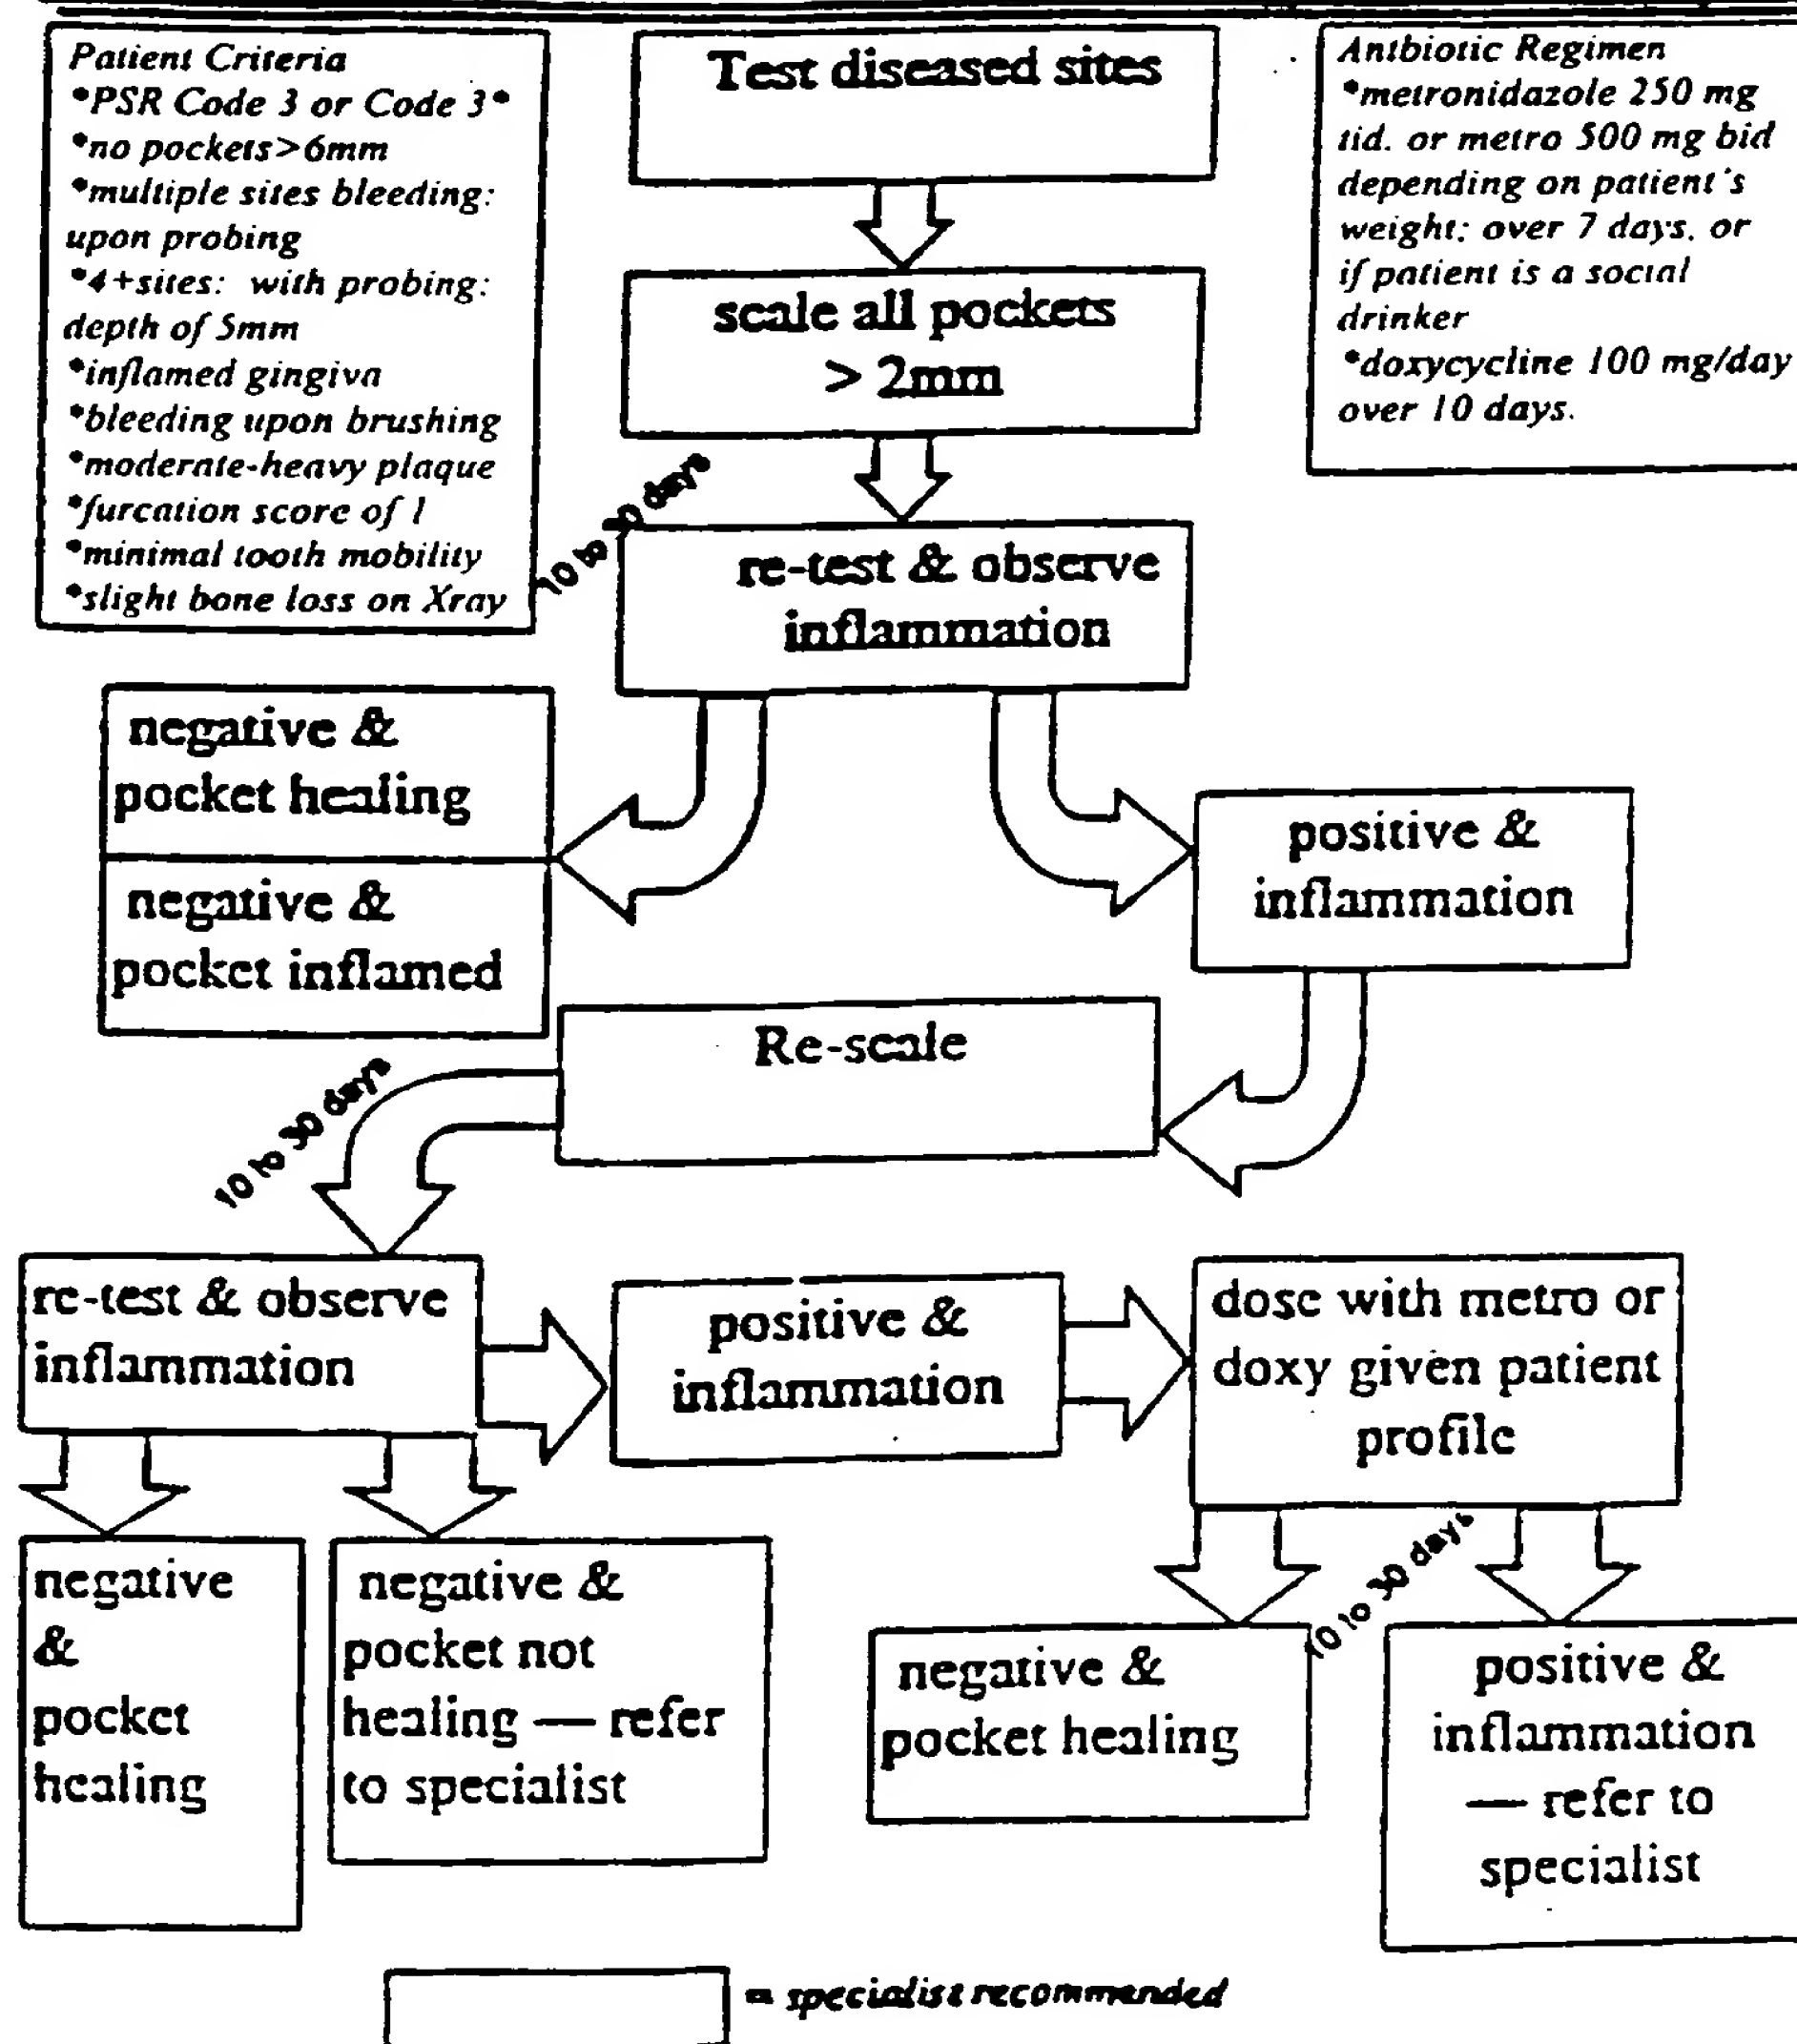 Patient Criteria
*PSR Code 3 or Code 3*
*no pockets>6mm
*multiple sites bleeding:
upon probing
*4+sites: with probing:
depth of 5mm
*inflamed gingiva
*bleeding upon brushing
*moderate-heavy plaque
*furcation score of 1
*minimal tooth mobility
*slight bone loss on Xray
Test diseased sites
Antbiotic Regimen
*metronidazole 250 mg
tid. or metro 500 mg bid
depending on patient's
weight; over 7 days. or
if patient is a social
drinker
*doxycycline 100 mg/day
over 10 days.
scale all pockets
> 2mm
10 to 30 days
re-test & observe
inflammation
negative &
pocket healing
negative &
pocket inflamed
positive &
inflammation
Re-scale
10 to 30 days
re-test & observe
inflammation
positive &
inflammation
dose with metro or
doxy given patient
profile
negative
&
pocket
healing
negative &
pocket not
healing — refer
to specialist
10 to 30 days
negative &
pocket healing
positive &
inflammation
— refer to
specialist
= specialist recommended